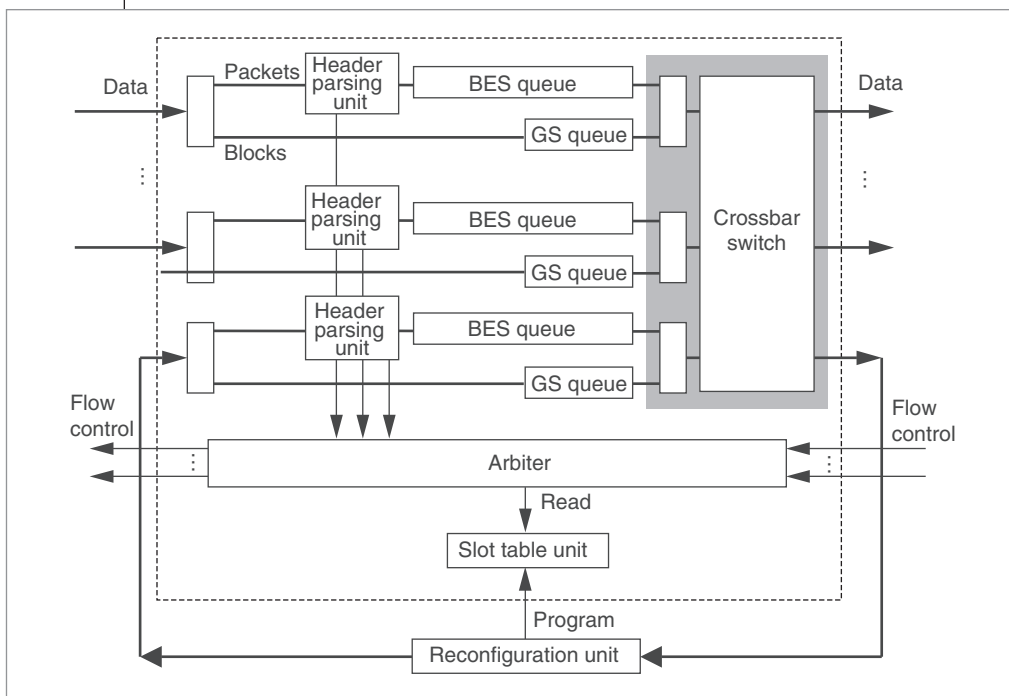 Data
Packets
Header
parsing
unit
BES queue
Data
Blocks
GS queue
...
Header
parsing
unit
BES queue
GS queue
Crossbar
switch
...
Header
parsing
unit
BES queue
GS queue
Flow
control
...
Arbiter
Flow
control
...
Read
Slot table unit
Program
Reconfiguration unit